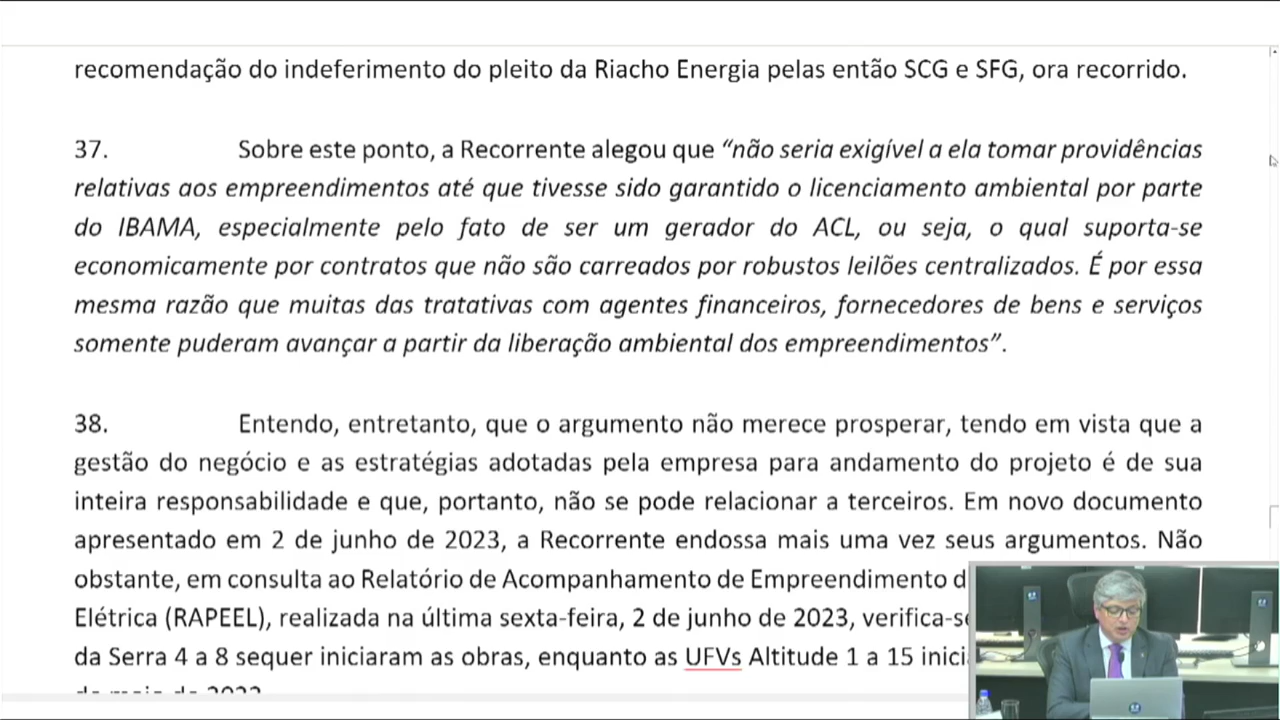 recomendação do indeferimento do pleito da Riacho Energia pelas então SCG e SFG, ora recorrido.
37. Sobre este ponto, a Recorrente alegou que “não seria exigível a ela tomar providências
relativas aos empreendimentos até que tivesse sido garantido o licenciamento ambiental por parte
do IBAMA, especialmente pelo fato de ser um gerador do ACL, ou seja, o qual suporta-se
economicamente por contratos que não são carreados por robustos leilões centralizados. É por essa
mesma razão que muitas das tratativas com agentes financeiros, fornecedores de bens e serviços
somente puderam avançar a partir da liberação ambiental dos empreendimentos”.
38. Entendo, entretanto, que o argumento não merece prosperar, tendo em vista que a
gestão do negócio e as estratégias adotadas pela empresa para andamento do projeto é de sua
inteira responsabilidade e que, portanto, não se pode relacionar a terceiros. Em novo documento
apresentado em 2 de junho de 2023, a Recorrente endossa mais uma vez seus argumentos. Não
obstante, em consulta ao Relatório de Acompanhamento de Empreendimento d
Elétrica (RAPEEL), realizada na última sexta-feira, 2 de junho de 2023, verifica-se
da Serra 4 a 8 sequer iniciaram as obras, enquanto as UFVs Altitude 1 a 15 inici